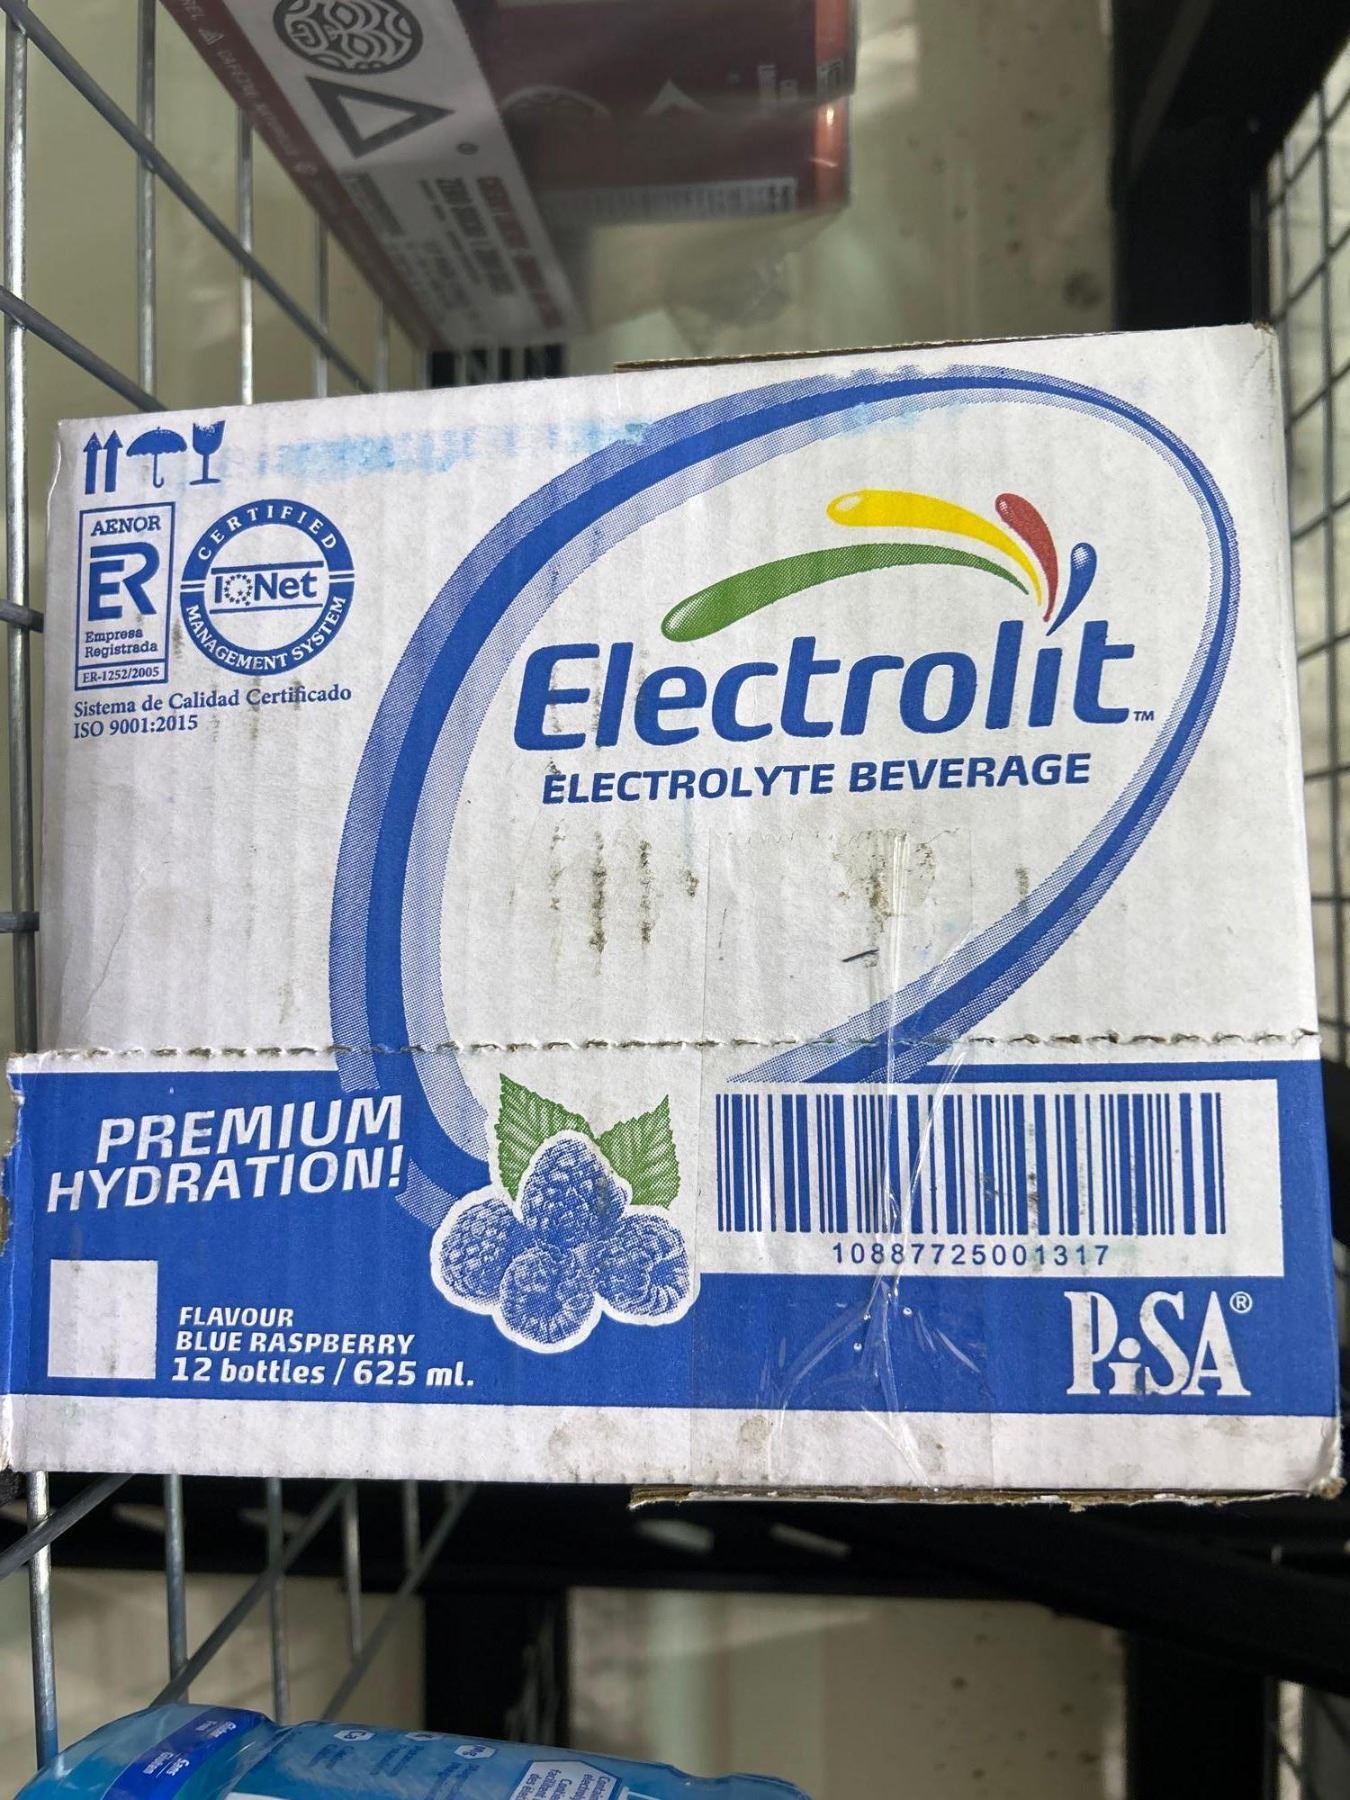 AENOR
ER
Empresa
Registrada
ER-1252/2005
CERTIFIED
IQNet
MANAGEMENT SYSTEM
Sistema de Calidad Certificado
ISO 9001:2015
Electrolit™
ELECTROLYTE BEVERAGE
PREMIUM
HYDRATION!
10887725001317
FLAVOUR
BLUE RASPBERRY
12 bottles / 625 ml.
PiSA®